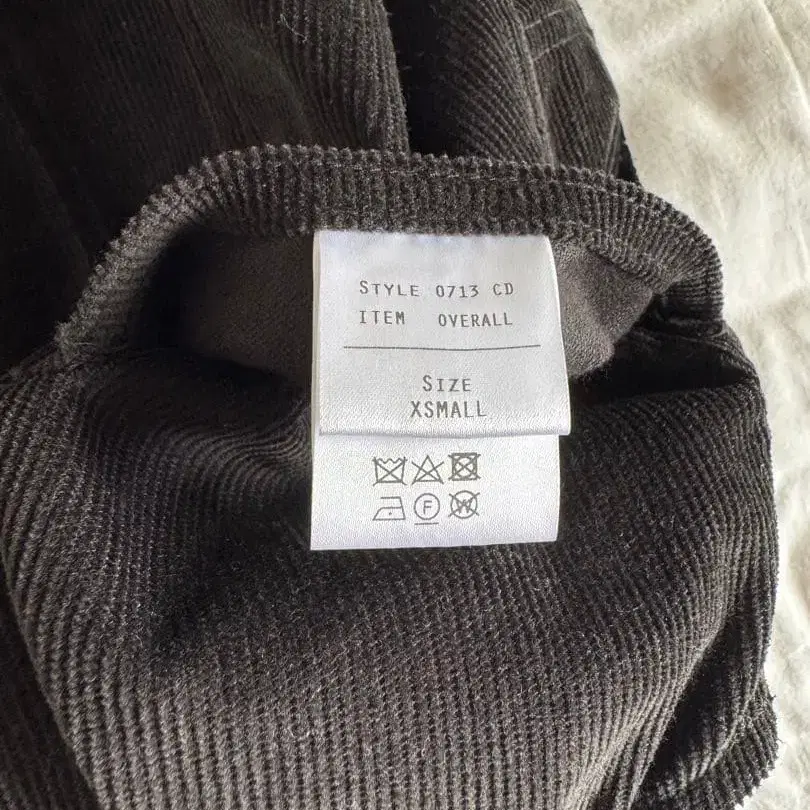 STYLE 0713 CD
ITEM OVERALL
SIZE
XSMALL
F W